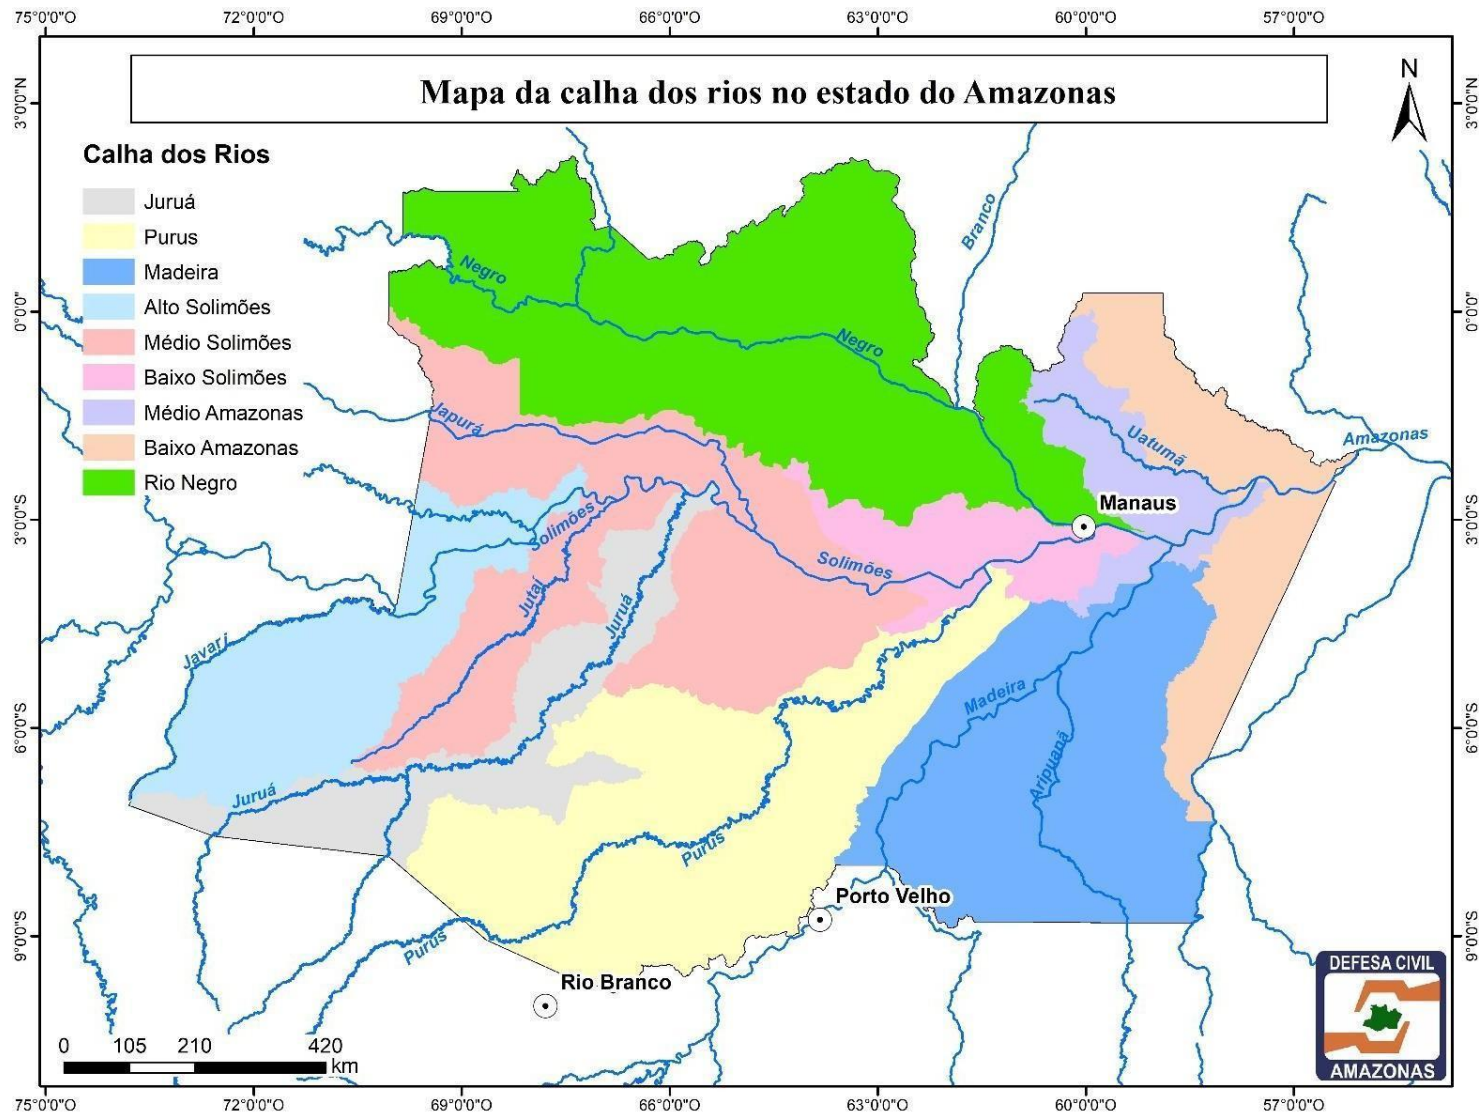 75°0'0"O 72°0'0"O 69°0'0"O 66°0'0"O 63°0'0"O 60°0'0"O 57°0'0"O
3°0'0"N
3°0'0"N
Mapa da calha dos rios no estado do Amazonas
N
Calha dos Rios
Juruá
Purus
Madeira
Alto Solimões
Médio Solimões
Baixo Solimões
Médio Amazonas
Baixo Amazonas
Rio Negro
Branco
Negro
Negro
0°0'0"
0°0'0"
Japurá
Uatumã
Amazonas
Manaus
3°0'0"S
3°0'0"S
Solimões
Solimões
Jutaí
Juruá
Javari
Madeira
6°0'0"S
6°0'0"S
Aripuanã
Juruá
Purus
Porto Velho
9°0'0"S
9°0'0"S
Purus
Rio Branco
DEFESA CIVIL
AMAZONAS
0 105 210 420
km
75°0'0"O 72°0'0"O 69°0'0"O 66°0'0"O 63°0'0"O 60°0'0"O 57°0'0"O